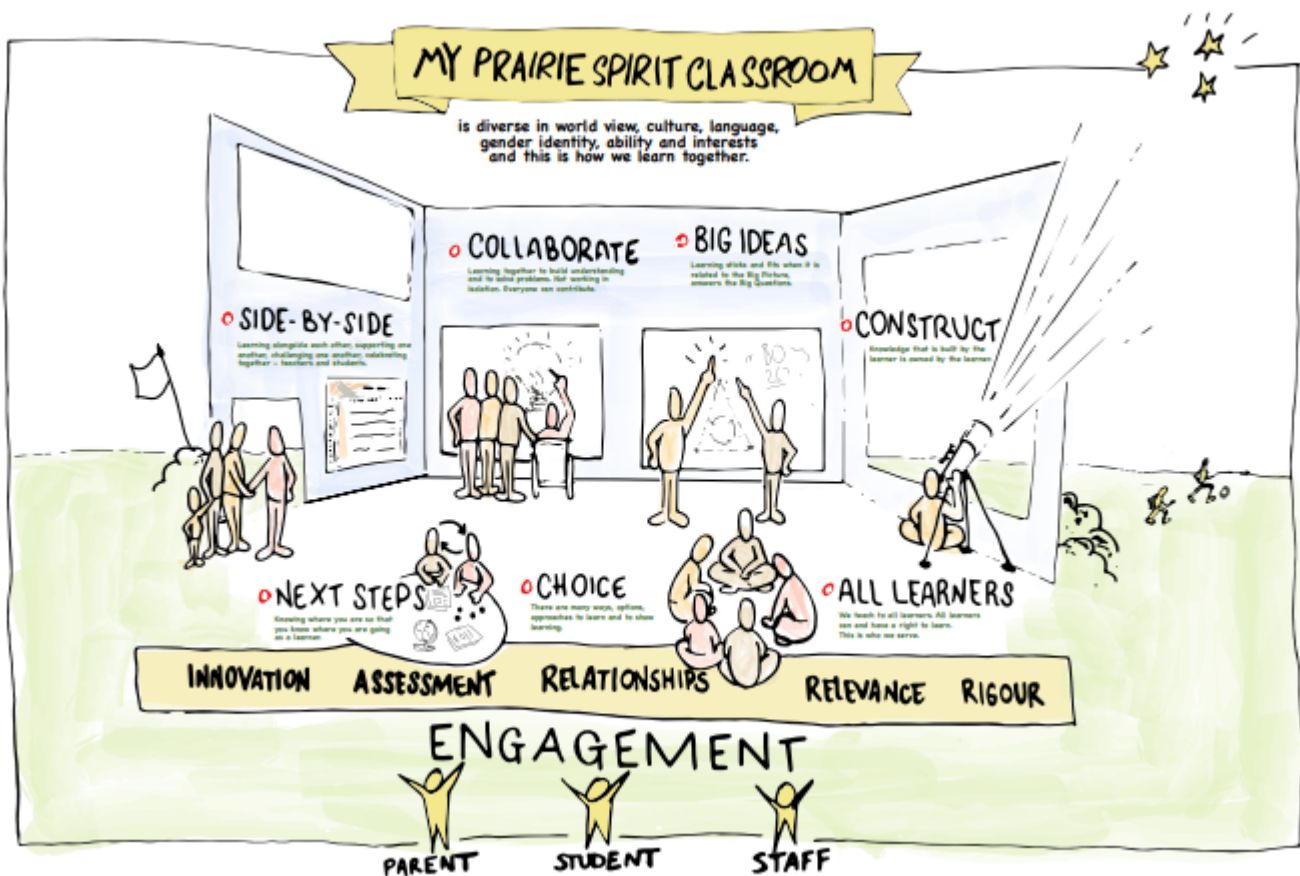 MY PRAIRIE SPIRIT CLASSROOM
is diverse in world view, culture, language,
gender identity, ability and interests
and this is how we learn together.
COLLABORATE
Learning together to build understanding
and to solve problems. Not working in
isolation. Everyone can contribute.
BIG IDEAS
Learning sticks and fits when it is
related to the Big Picture,
answers the Big Questions.
SIDE-BY-SIDE
Learning alongside each other, supporting one
another, challenging one another, celebrating
together - teachers and students.
CONSTRUCT
Knowledge that is built by the
learner is owned by the learner.
NEXT STEPS
Knowing where you are so that
you know where you are going
as a learner.
CHOICE
There are many ways, options,
approaches to learn and to show
learning.
ALL LEARNERS
We teach to all learners. All learners
can and have a right to learn.
This is who we serve.
INNOVATION ASSESSMENT RELATIONSHIPS RELEVANCE RIGOUR
ENGAGEMENT
PARENT STUDENT STAFF